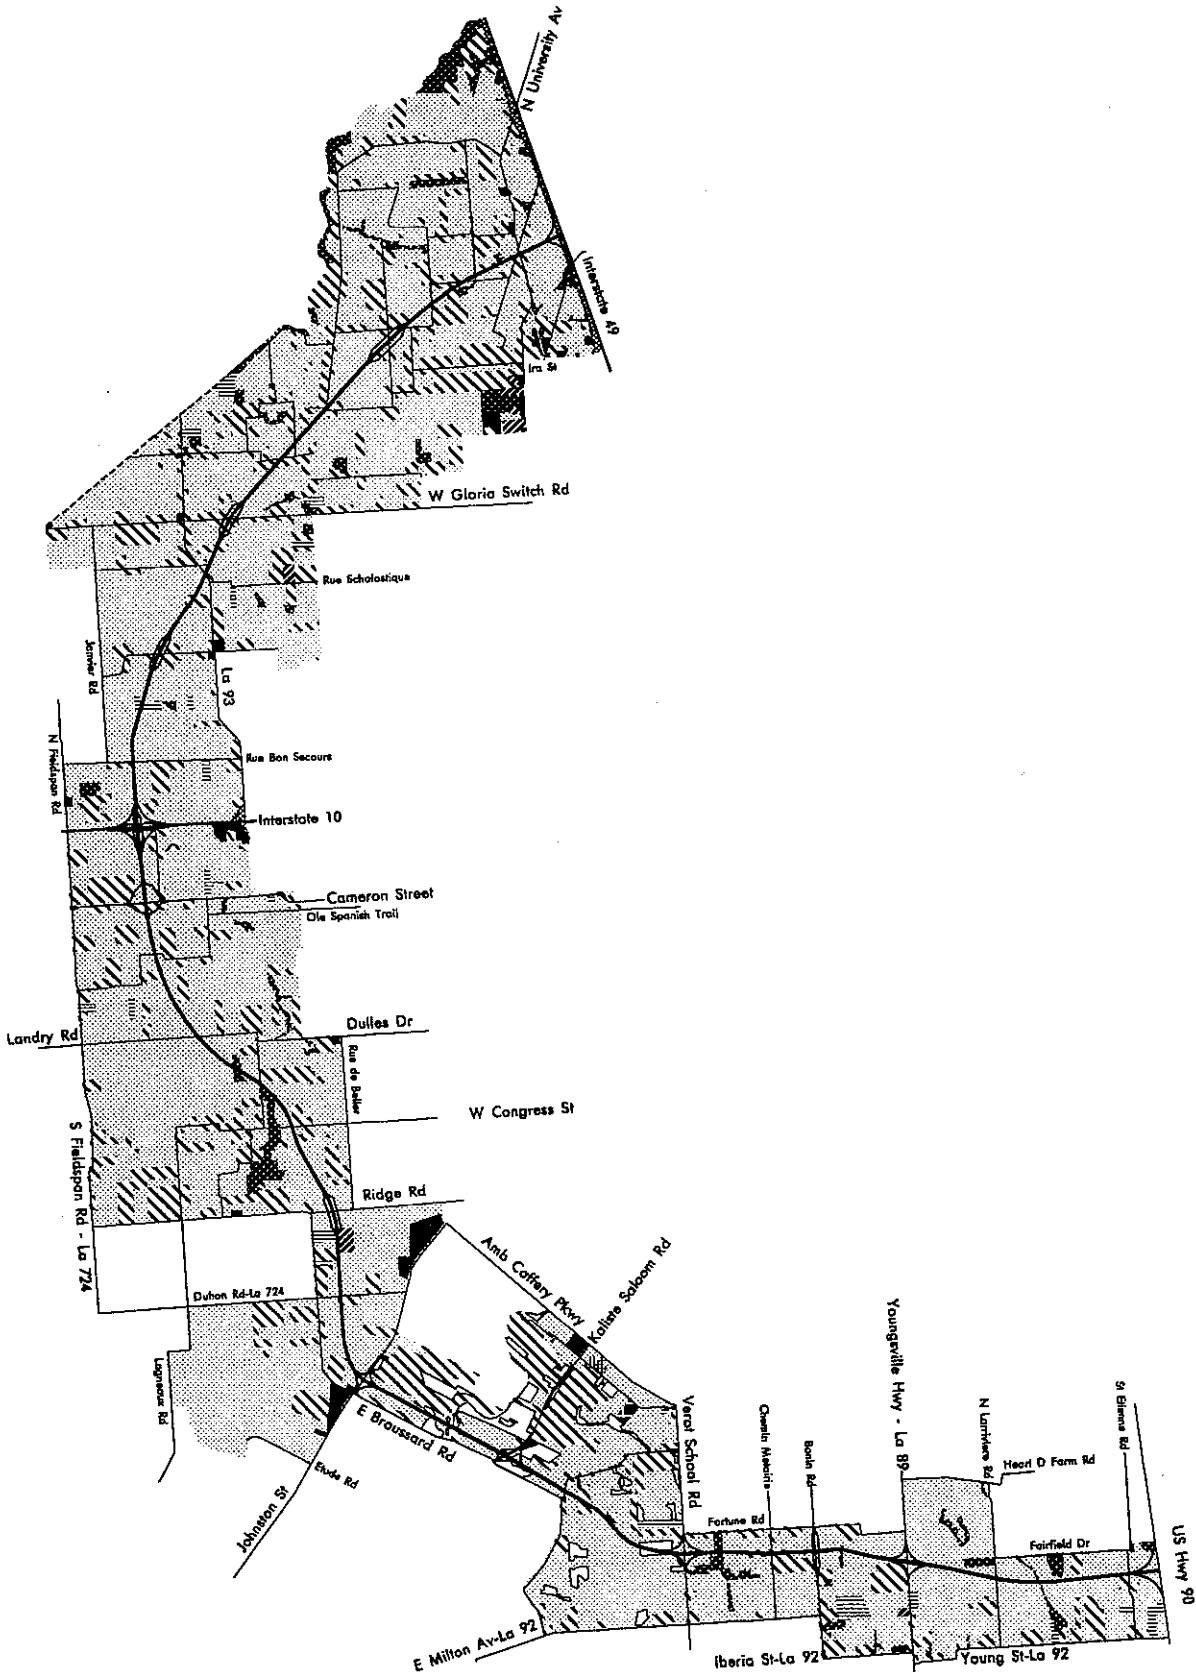 N University Av
Interstate 49
Ira St
W Gloria Switch Rd
Rue Scholastique
Janvier Rd
La 93
N Fieldspan Rd
Rue Bon Secours
Interstate 10
Cameron Street
Ole Spanish Trail
Landry Rd
Dulles Dr
Rue de Belier
W Congress St
S Fieldspan Rd - La 724
Ridge Rd
Amb Caffery Pkwy
Kaliste Saloom Rd
Duhon Rd-La 724
Lagneaux Rd
E Broussard Rd
Etude Rd
Johnston St
Verot School Rd
Chemin Metairie
Bonin Rd
Youngsville Hwy - La 89
N Larriviere Rd
St Etienne Rd
Heart D Farm Rd
Fortune Rd
Fairfield Dr
US Hwy 90
E Milton Av-La 92
Iberia St-La 92
Young St-La 92